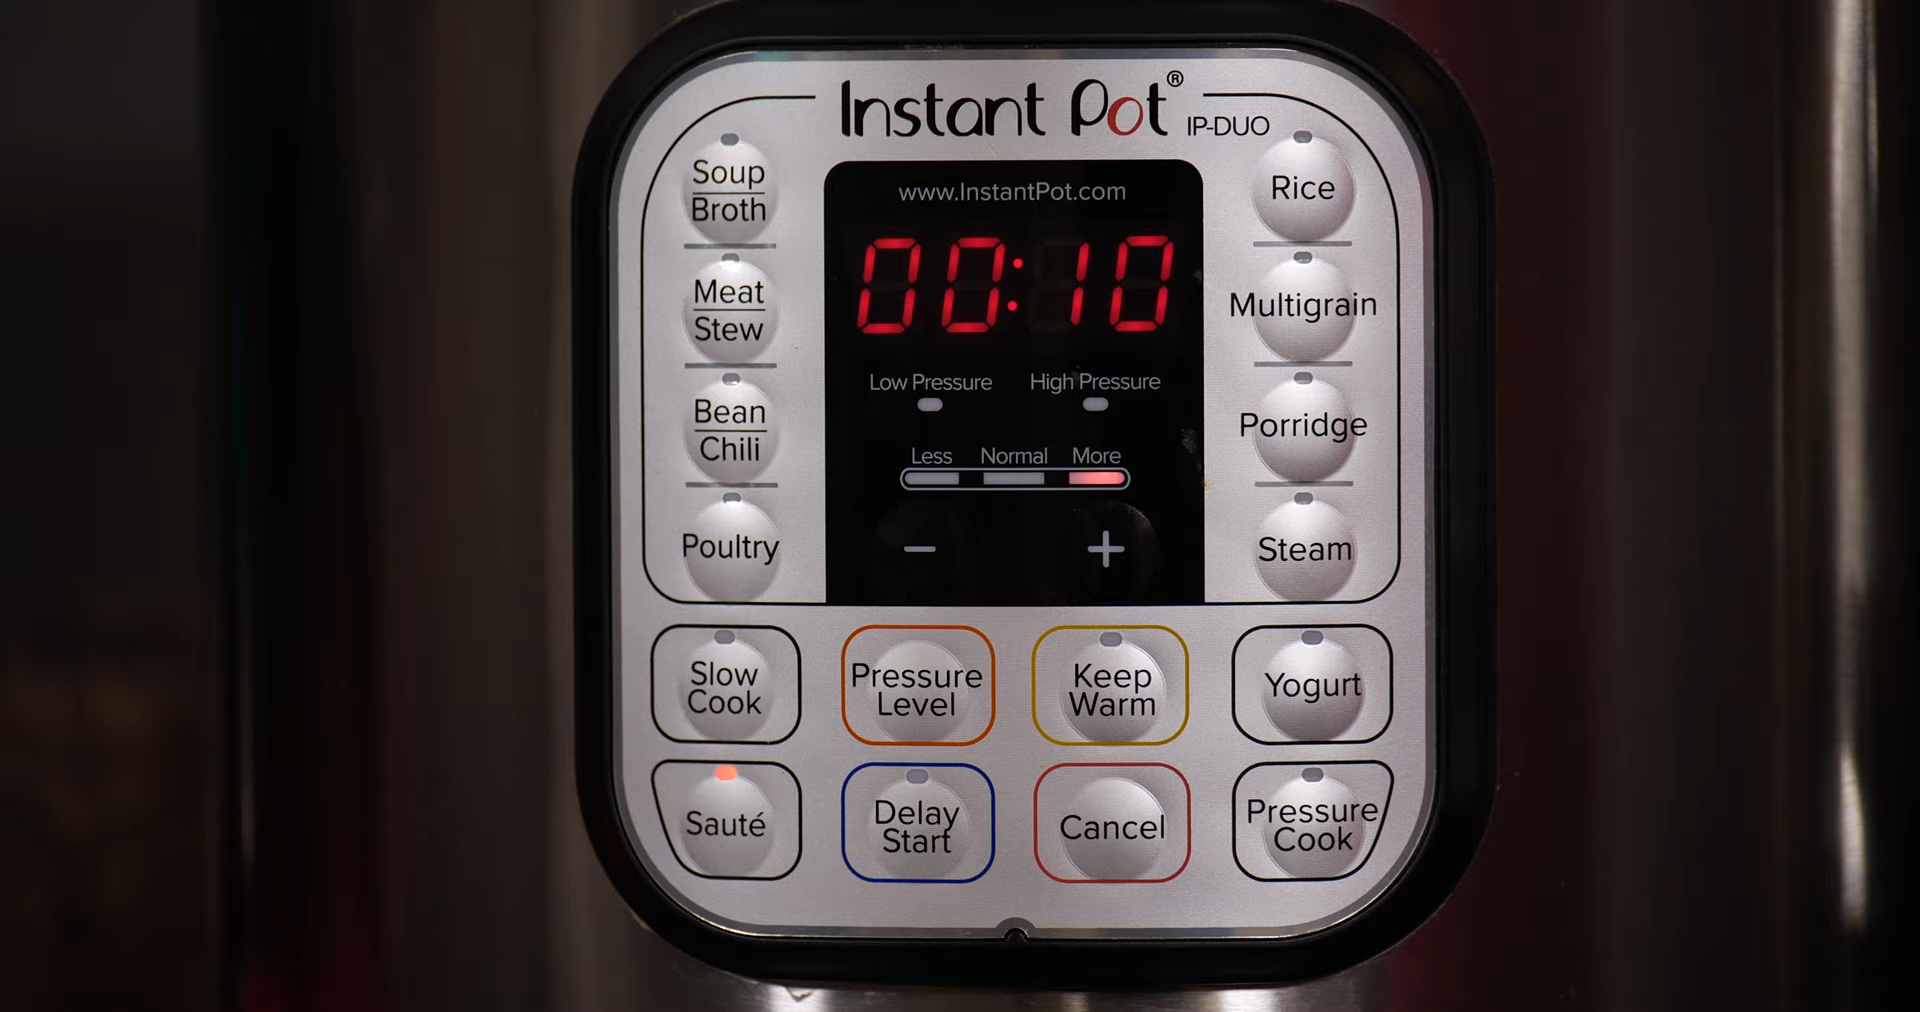 Instant Pot® IP-DUO
www.InstantPot.com
00:10
Low Pressure High Pressure
Less Normal More
− +
Soup
Broth
Meat
Stew
Bean
Chili
Poultry
Rice
Multigrain
Porridge
Steam
Slow
Cook
Pressure
Level
Keep
Warm
Yogurt
Sauté
Delay
Start
Cancel
Pressure
Cook